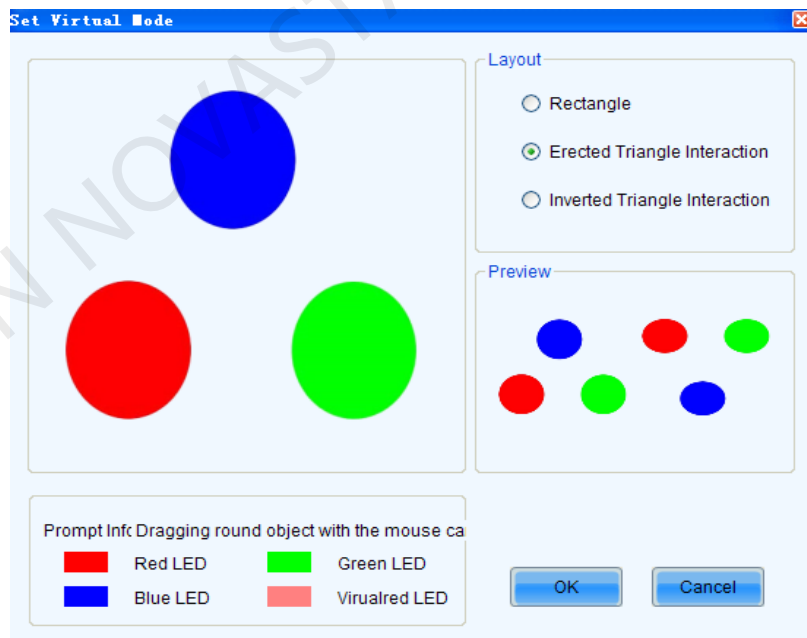 Set Virtual Mode
Layout
Rectangle
Erected Triangle Interaction
Inverted Triangle Interaction
Preview
Prompt Info Dragging round object with the mouse ca
Red LED
Green LED
Blue LED
Virualred LED
OK
Cancel
N NOVASTA